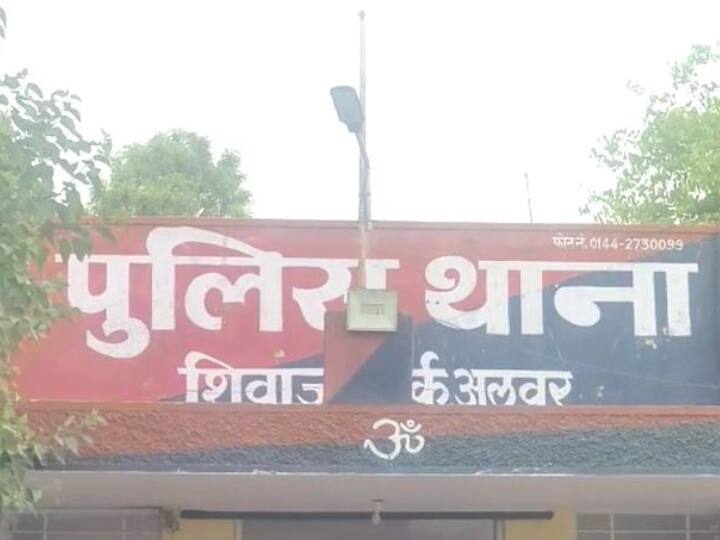 फोन नं. 0144-2730099
पुलिस थाना
शिवाज र्क अलवर
ॐ